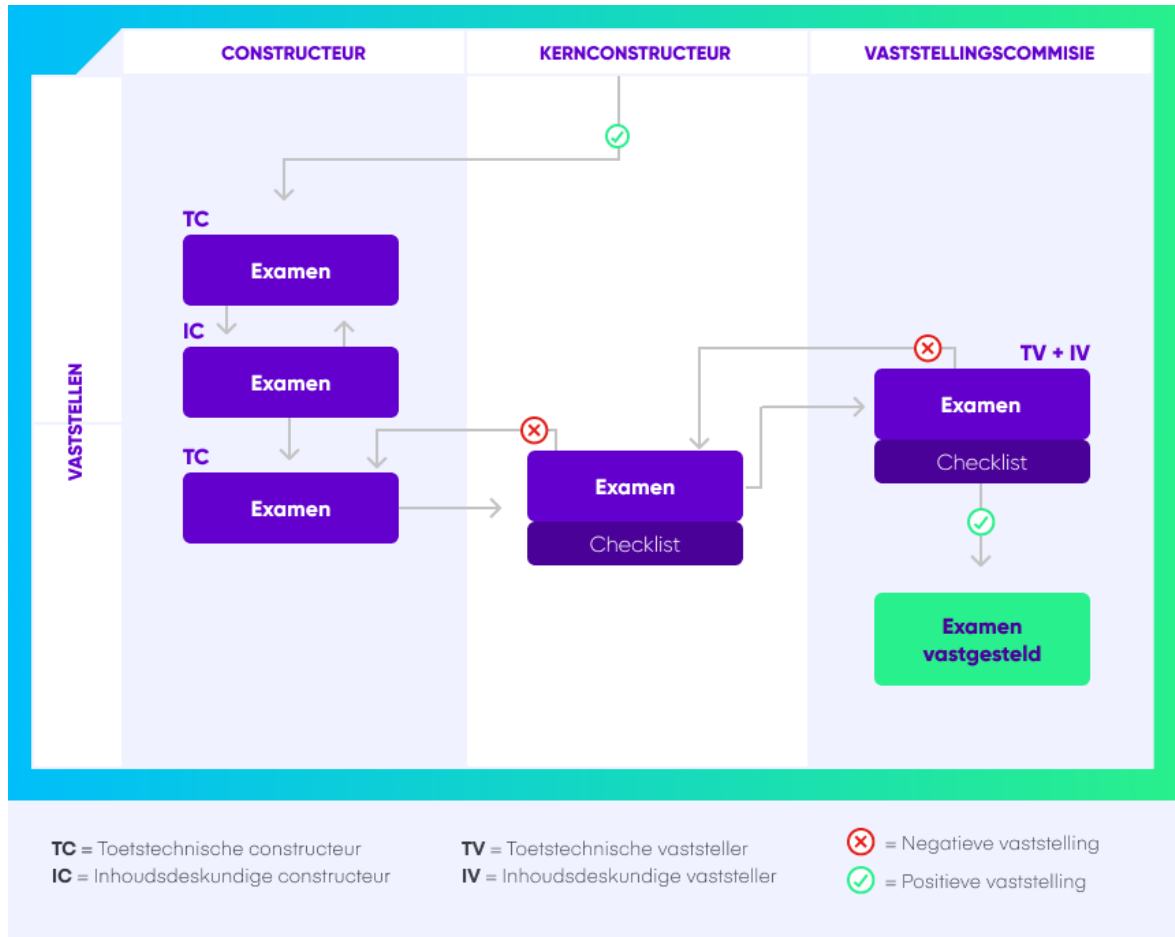 CONSTRUCTEUR
KERNCONSTRUCTEUR
VASTSTELLINGSCOMMISIE
VASTSTELLEN
TC
Examen
IC
Examen
TC
Examen
Examen
Checklist
TV + IV
Examen
Checklist
Examen
vastgesteld
TC = Toetstechnische constructeur
IC = Inhoudsdeskundige constructeur
TV = Toetstechnische vaststeller
IV = Inhoudsdeskundige vaststeller
= Negatieve vaststelling
= Positieve vaststelling